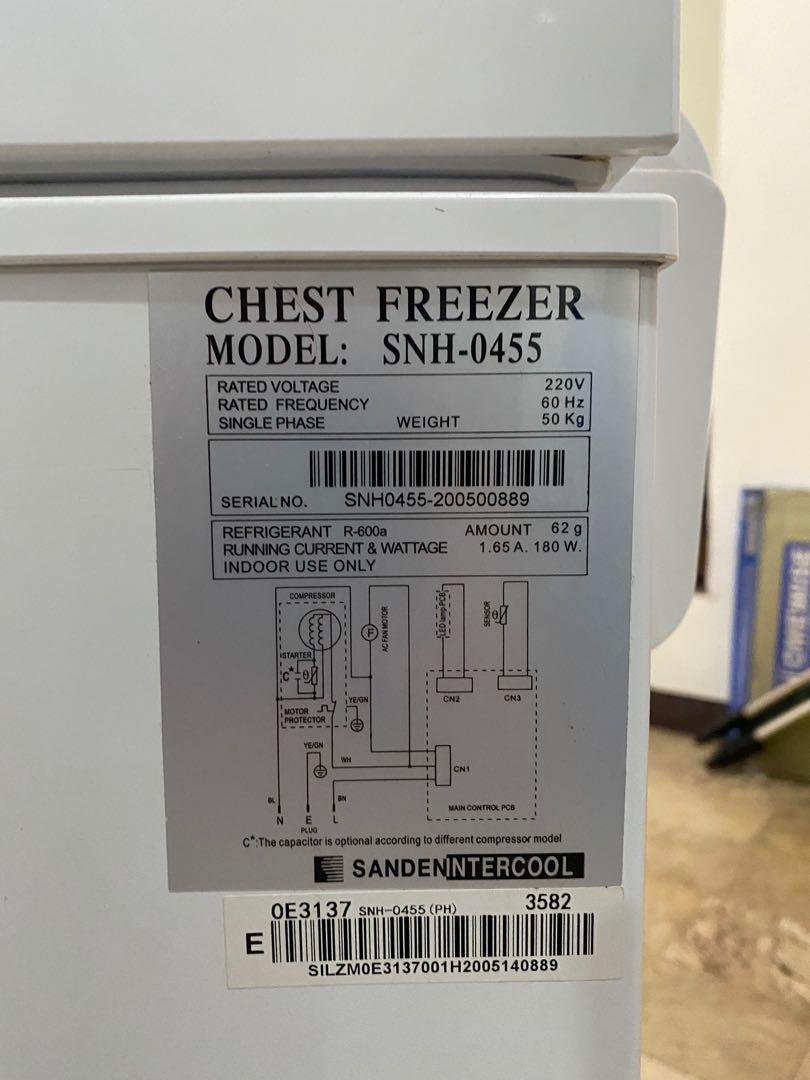 CHEST FREEZER
MODEL: SNH-0455
RATED VOLTAGE 220V
RATED FREQUENCY 60 Hz
SINGLE PHASE WEIGHT 50 Kg
SERIAL NO. SNH0455-200500889
REFRIGERANT R-600a AMOUNT 62 g
RUNNING CURRENT & WATTAGE 1.65 A. 180 W.
INDOOR USE ONLY
COMPRESSOR
STARTER
C* θ
MOTOR
PROTECTOR
YE/GN
F
AC FAN MOTOR
LED lamp PCB
SENSOR
θ
CN2
CN3
YE/GN
WH
CN1
BL
BN
N
E
L
PLUG
MAIN CONTROL PCB
C*:The capacitor is optional according to different compressor model
SANDENINTERCOOL
0E3137 SNH-0455 (PH) 3582
E
SILZM0E3137001H2005140889